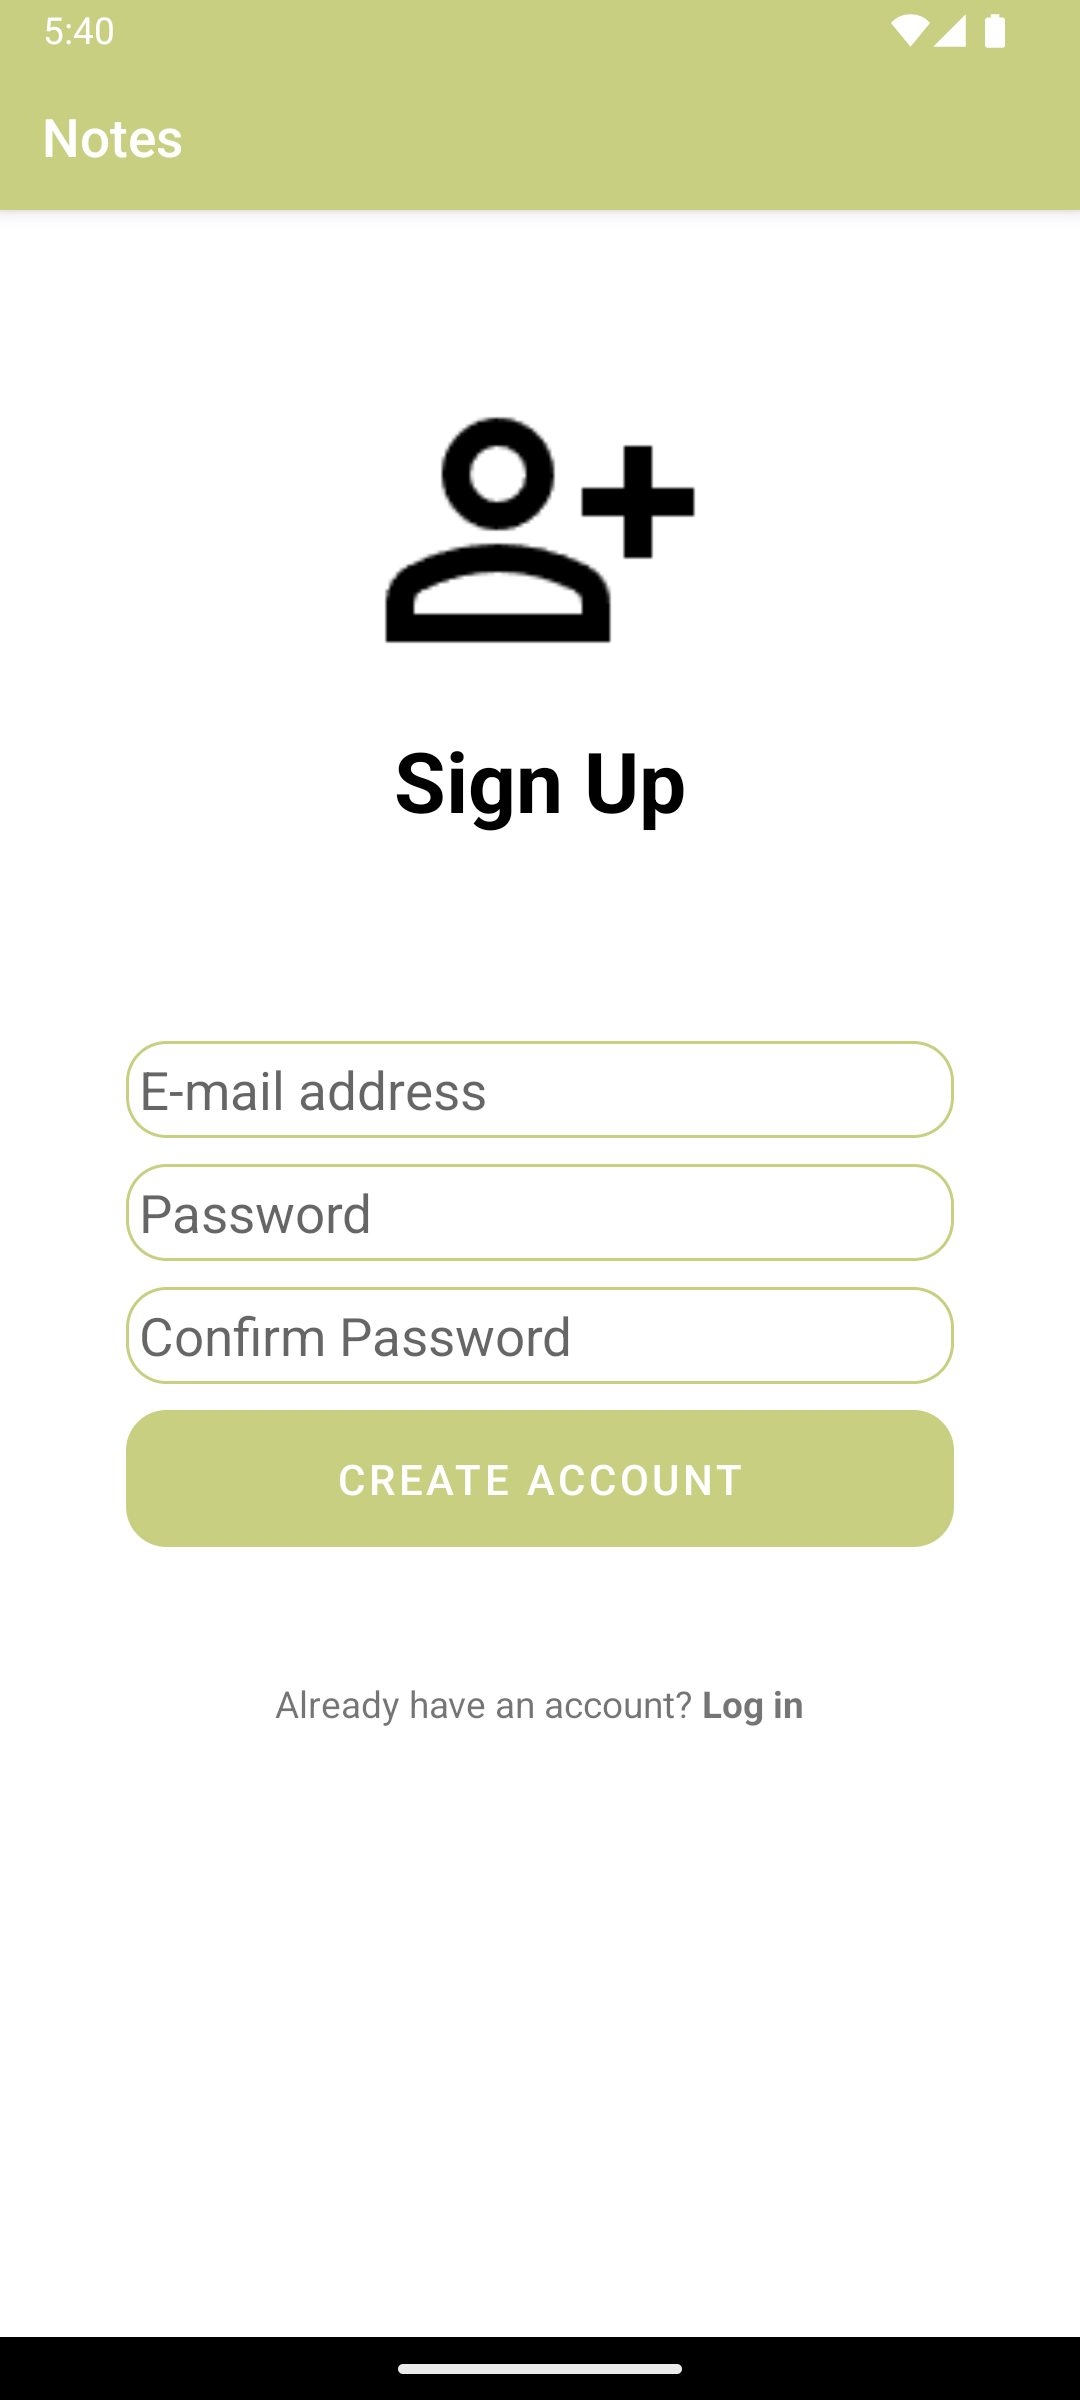 5:40
Notes
Sign Up
E-mail address
Password
Confirm Password
CREATE ACCOUNT
Already have an account? Log in